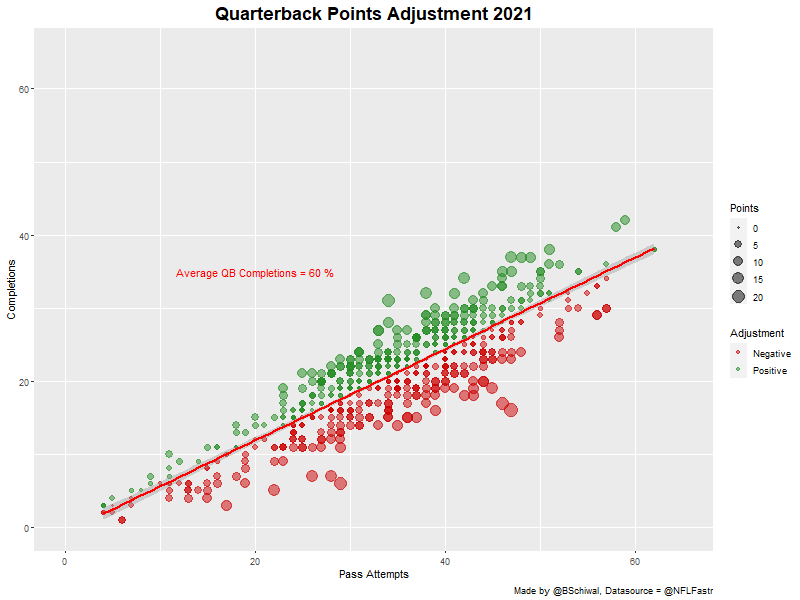 Quarterback Points Adjustment 2021
Completions
60
40
20
0
Average QB Completions = 60 %
0
20
40
60
Pass Attempts
Points
0
5
10
15
20
Adjustment
Negative
Positive
Made by @BSchiwal, Datasource = @NFLFastr